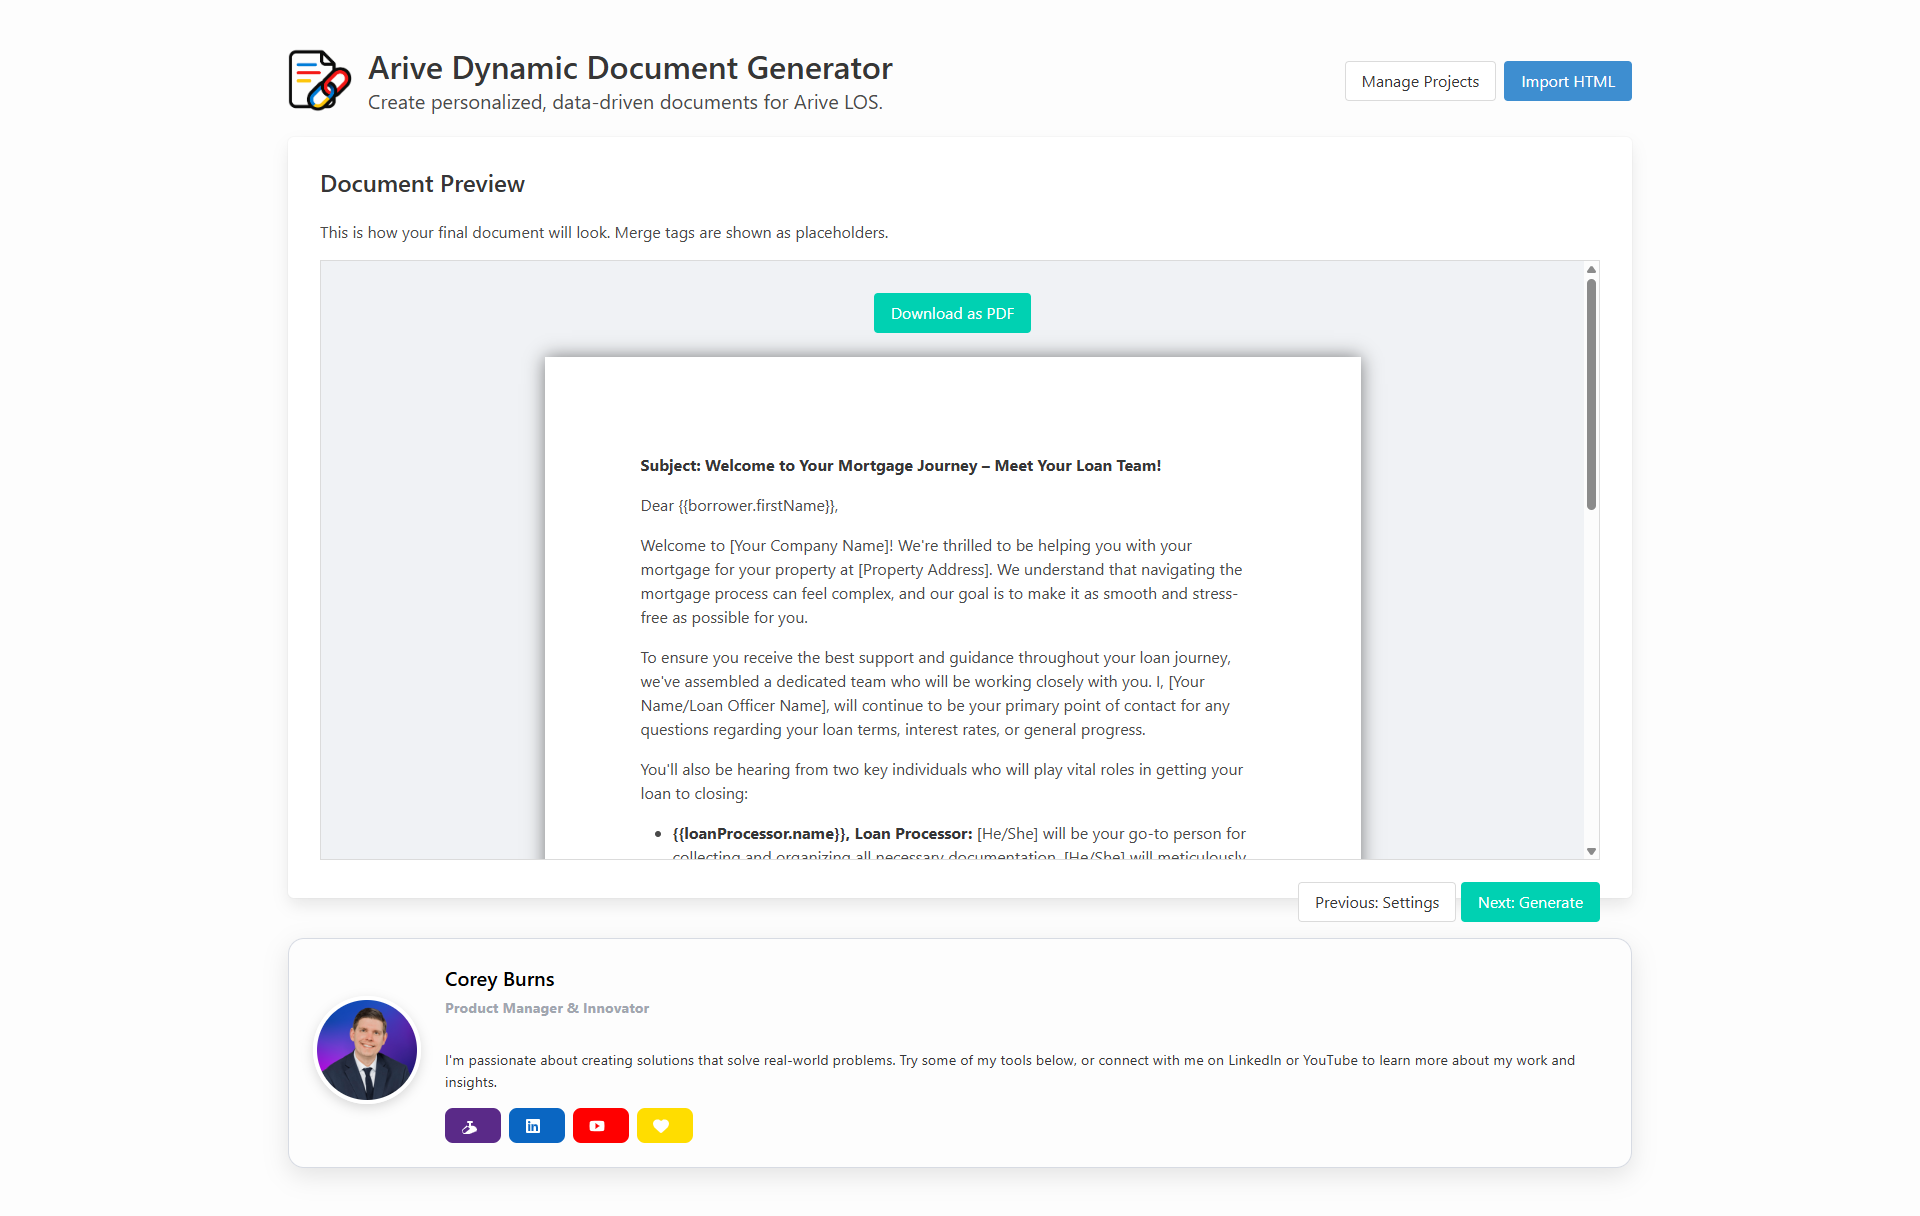 Arive Dynamic Document Generator
Create personalized, data-driven documents for Arive LOS.
Manage Projects
Import HTML
Document Preview
This is how your final document will look. Merge tags are shown as placeholders.
Download as PDF
Subject: Welcome to Your Mortgage Journey – Meet Your Loan Team!
Dear {{borrower.firstName}},
Welcome to [Your Company Name]! We're thrilled to be helping you with your
mortgage for your property at [Property Address]. We understand that navigating the
mortgage process can feel complex, and our goal is to make it as smooth and stress-
free as possible for you.
To ensure you receive the best support and guidance throughout your loan journey,
we've assembled a dedicated team who will be working closely with you. I, [Your
Name/Loan Officer Name], will continue to be your primary point of contact for any
questions regarding your loan terms, interest rates, or general progress.
You'll also be hearing from two key individuals who will play vital roles in getting your
loan to closing:
• {{loanProcessor.name}}, Loan Processor: [He/She] will be your go-to person for
collecting and organizing all necessary documentation. [He/She] will meticulously
Previous: Settings
Next: Generate
Corey Burns
Product Manager & Innovator
I'm passionate about creating solutions that solve real-world problems. Try some of my tools below, or connect with me on LinkedIn or YouTube to learn more about my work and
insights.
in